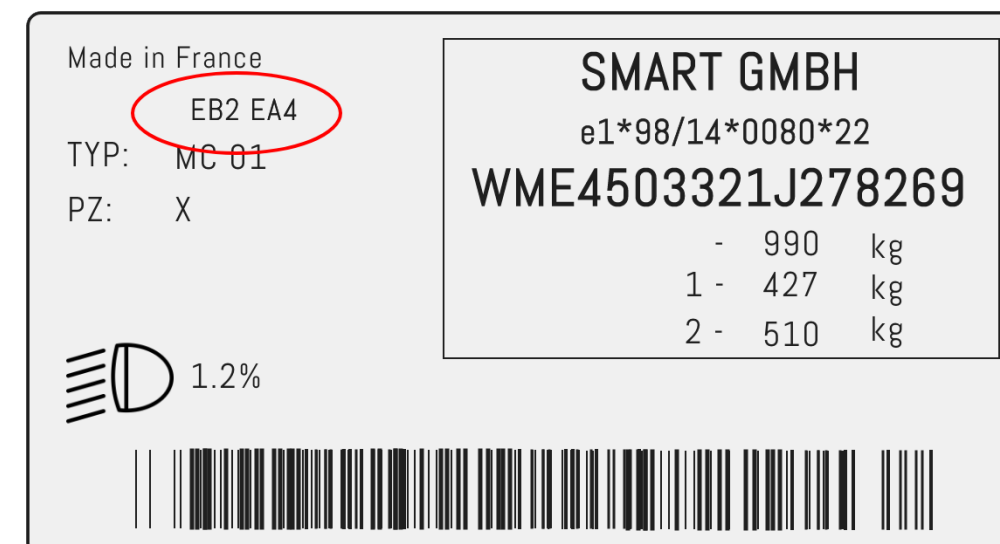 Made in France
EB2 EA4
TYP: MC 01
PZ: X
1.2%
SMART GMBH
e1*98/14*0080*22
WME4503321J278269
- 990 kg
1 - 427 kg
2 - 510 kg